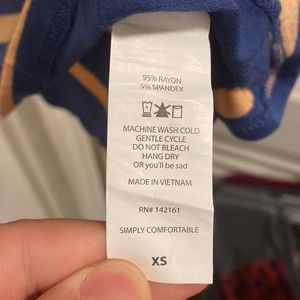 95% RAYON
5% SPANDEX
MACHINE WASH COLD
GENTLE CYCLE
DO NOT BLEACH
HANG DRY
OR you'll be sad
MADE IN VIETNAM
RN# 142161
SIMPLY COMFORTABLE
XS